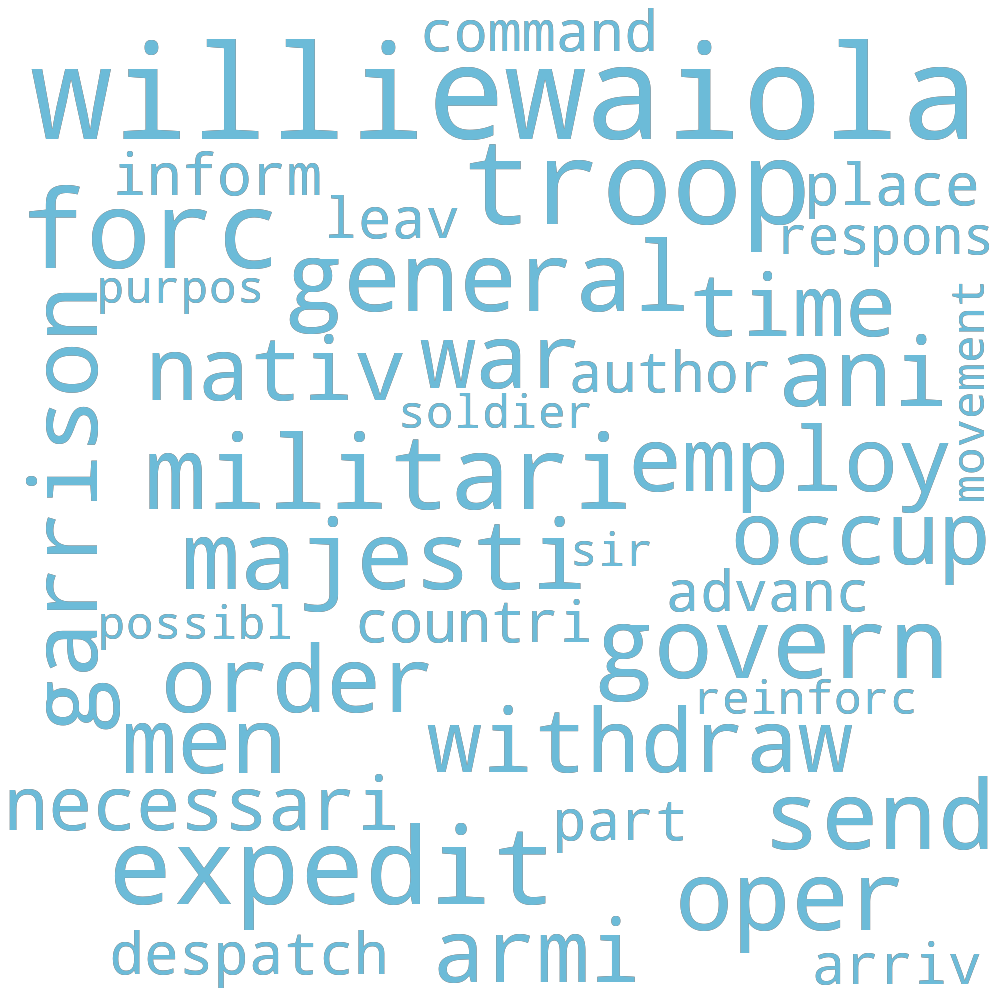 command
williewaiola
troop
inform
place
leav
forc
respons
general
purpos
time
movement
garrison
war
nativ
author
ani
soldier
employ
militari
occup
majesti
sir
advanc
possibl
countri
govern
order
reinforc
men
withdraw
necessari
send
part
expedit
oper
despatch
armi
arriv